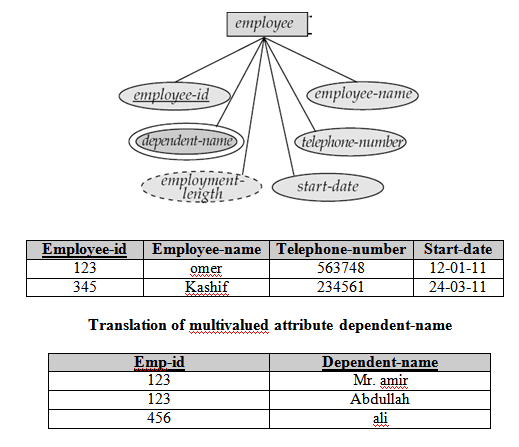 employee
employee-id
employee-name
dependent-name
telephone-number
employment-
length
start-date
Employee-id Employee-name Telephone-number Start-date
123 omer 563748 12-01-11
345 Kashif 234561 24-03-11
Translation of multivalued attribute dependent-name
Emp-id Dependent-name
123 Mr. amir
123 Abdullah
456 ali